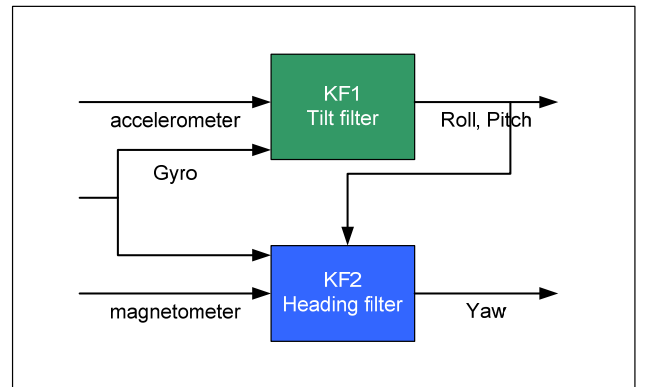 KF1
Tilt filter
accelerometer
Roll, Pitch
Gyro
KF2
Heading filter
magnetometer
Yaw